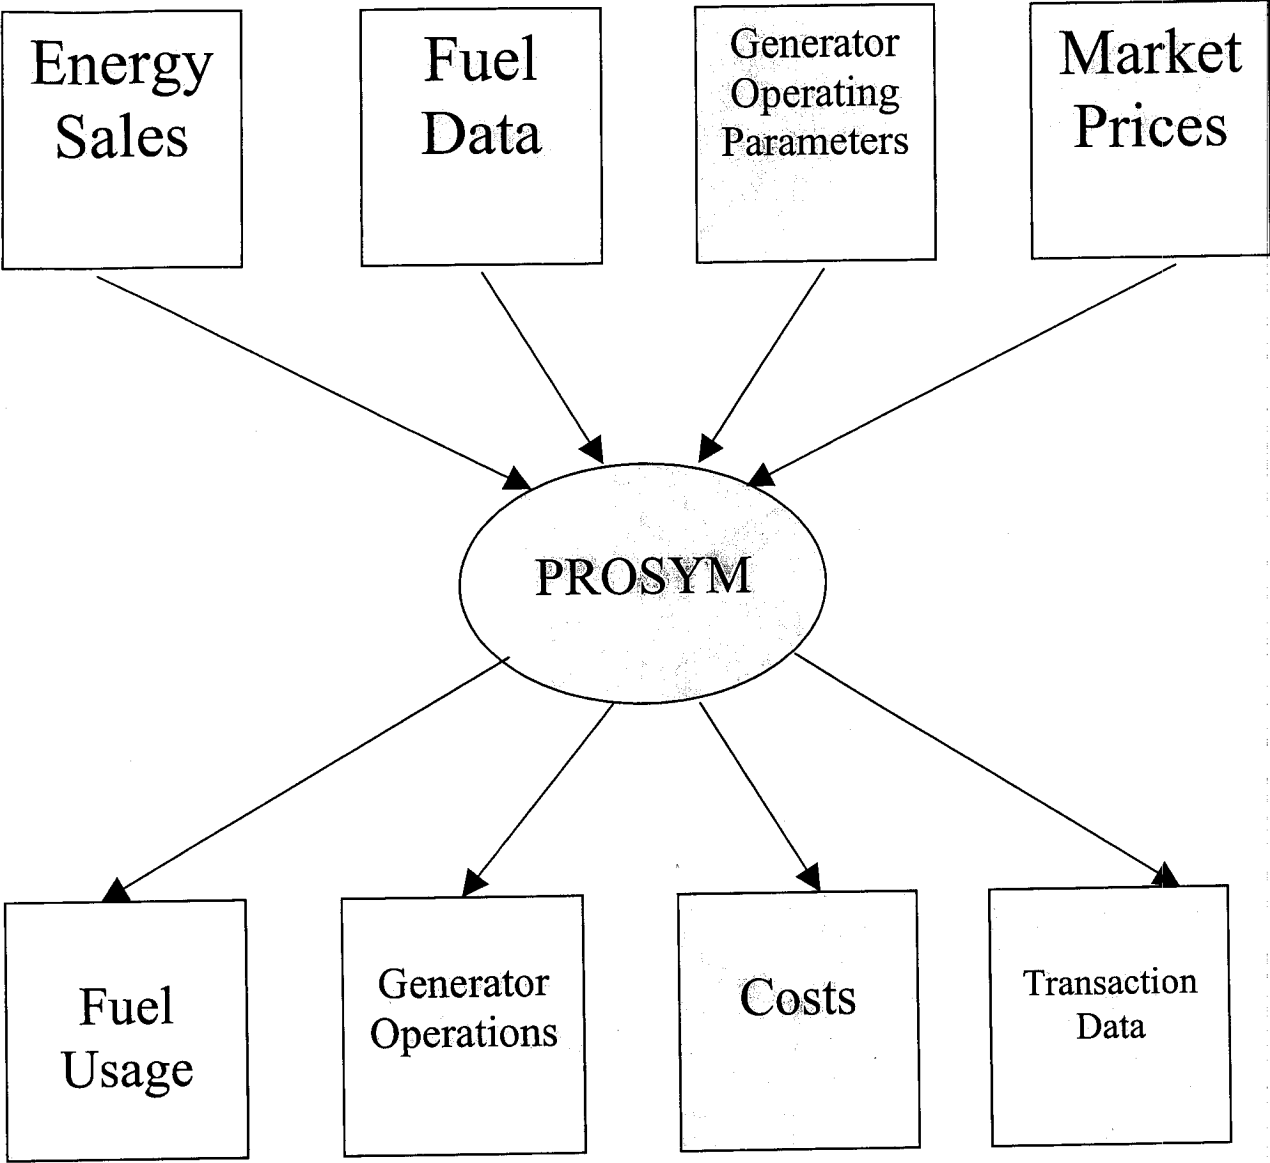 Energy
Sales
Fuel
Data
Generator
Operating
Parameters
Market
Prices
PROSYM
Fuel
Usage
Generator
Operations
Costs
Transaction
Data